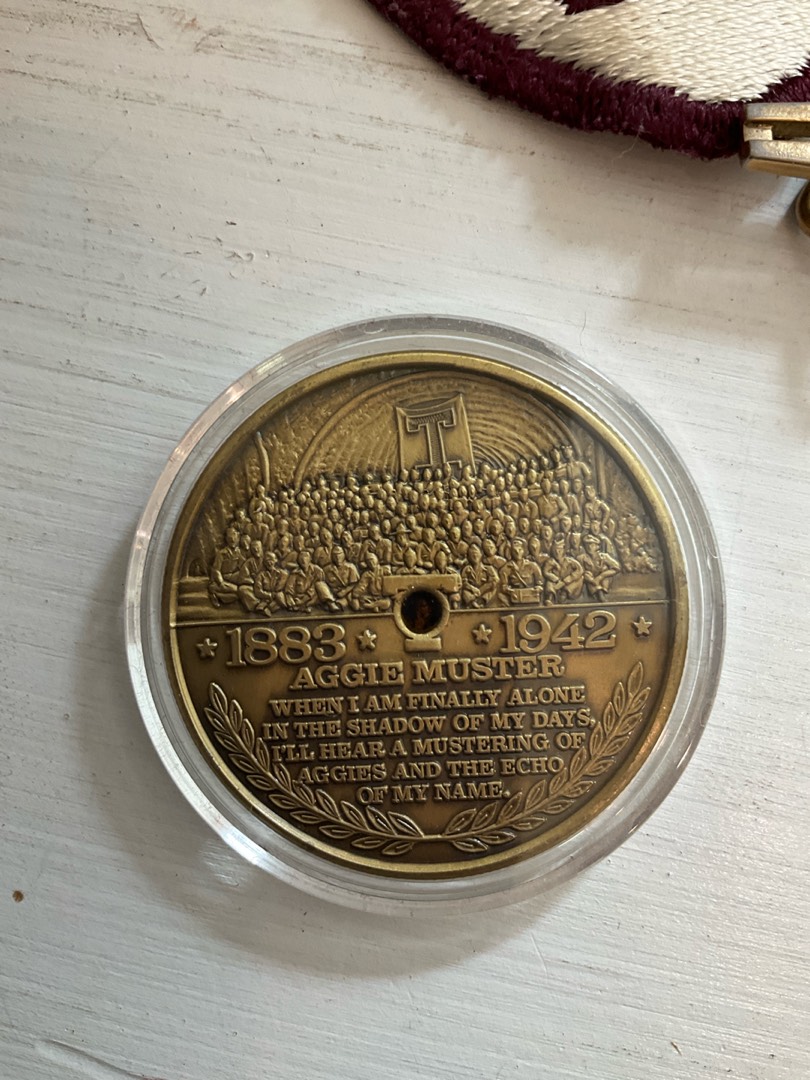 T
★ 1883 ★ ★ 1942 ★
AGGIE MUSTER
WHEN I AM FINALLY ALONE
IN THE SHADOW OF MY DAYS,
I'LL HEAR A MUSTERING OF
AGGIES AND THE ECHO
OF MY NAME.